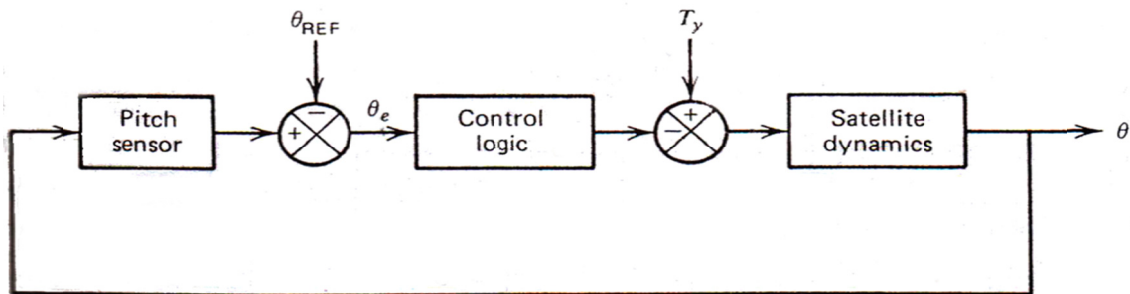 θREF
Ty
Pitch
sensor
+
−
θe
Control
logic
−
+
Satellite
dynamics
θ